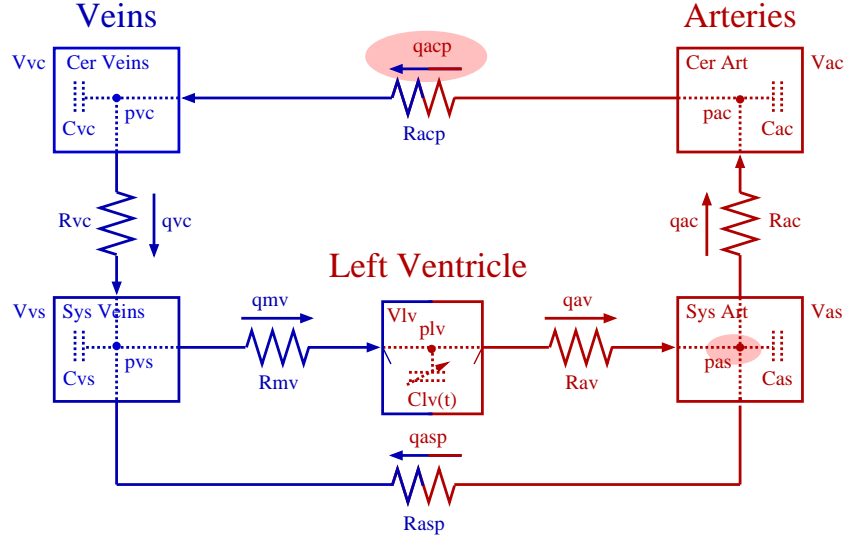 Veins
Arteries
qacp
Vvc
Cer Veins
Cer Art
Vac
pvc
pac
Cvc
Cac
Racp
Rvc
qvc
qac
Rac
Left Ventricle
Vvs
Sys Veins
qmv
Vlv
qav
Sys Art
Vas
plv
pvs
pas
Cvs
Rmv
Clv(t)
Rav
Cas
qasp
Rasp